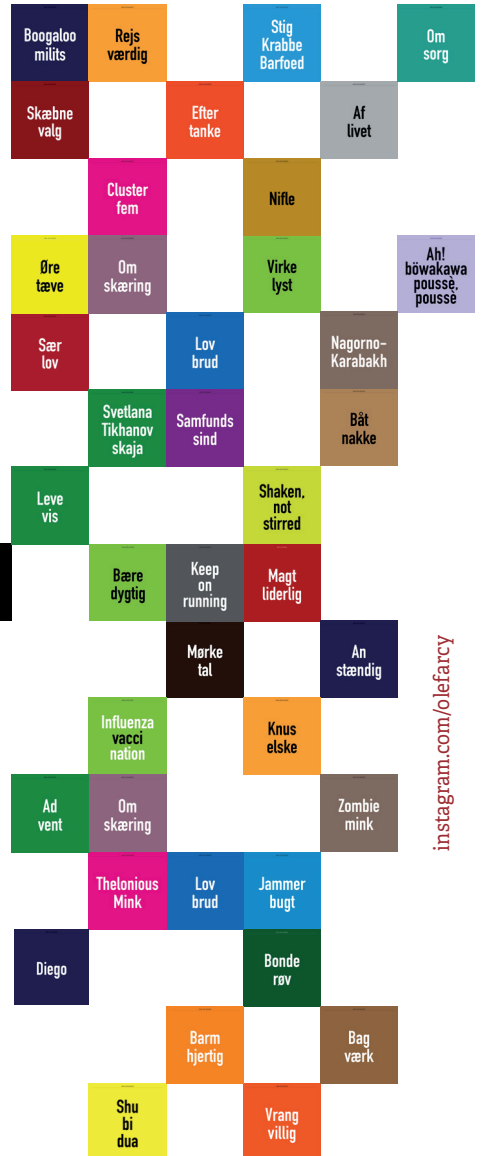 Boogaloo
milits
Rejs
værdig
Stig
Krabbe
Barfoed
Om
sorg
Skæbne
valg
Efter
tanke
Af
livet
Cluster
fem
Nifle
Øre
tæve
Om
skæring
Virke
lyst
Ah!
böwakawa
poussè,
poussè
Sær
lov
Lov
brud
Nagorno-
Karabakh
Svetlana
Tikhanov
skaja
Samfunds
sind
Båt
nakke
Leve
vis
Shaken,
not
stirred
Bære
dygtig
Keep
on
running
Magt
liderlig
Mørke
tal
An
stændig
Influenza
vacci
nation
Knus
elske
Ad
vent
Om
skæring
Zombie
mink
Thelonious
Mink
Lov
brud
Jammer
bugt
Diego
Bonde
røv
Barm
hjertig
Bag
værk
Shu
bi
dua
Vrang
villig
instagram.com/olefarcy